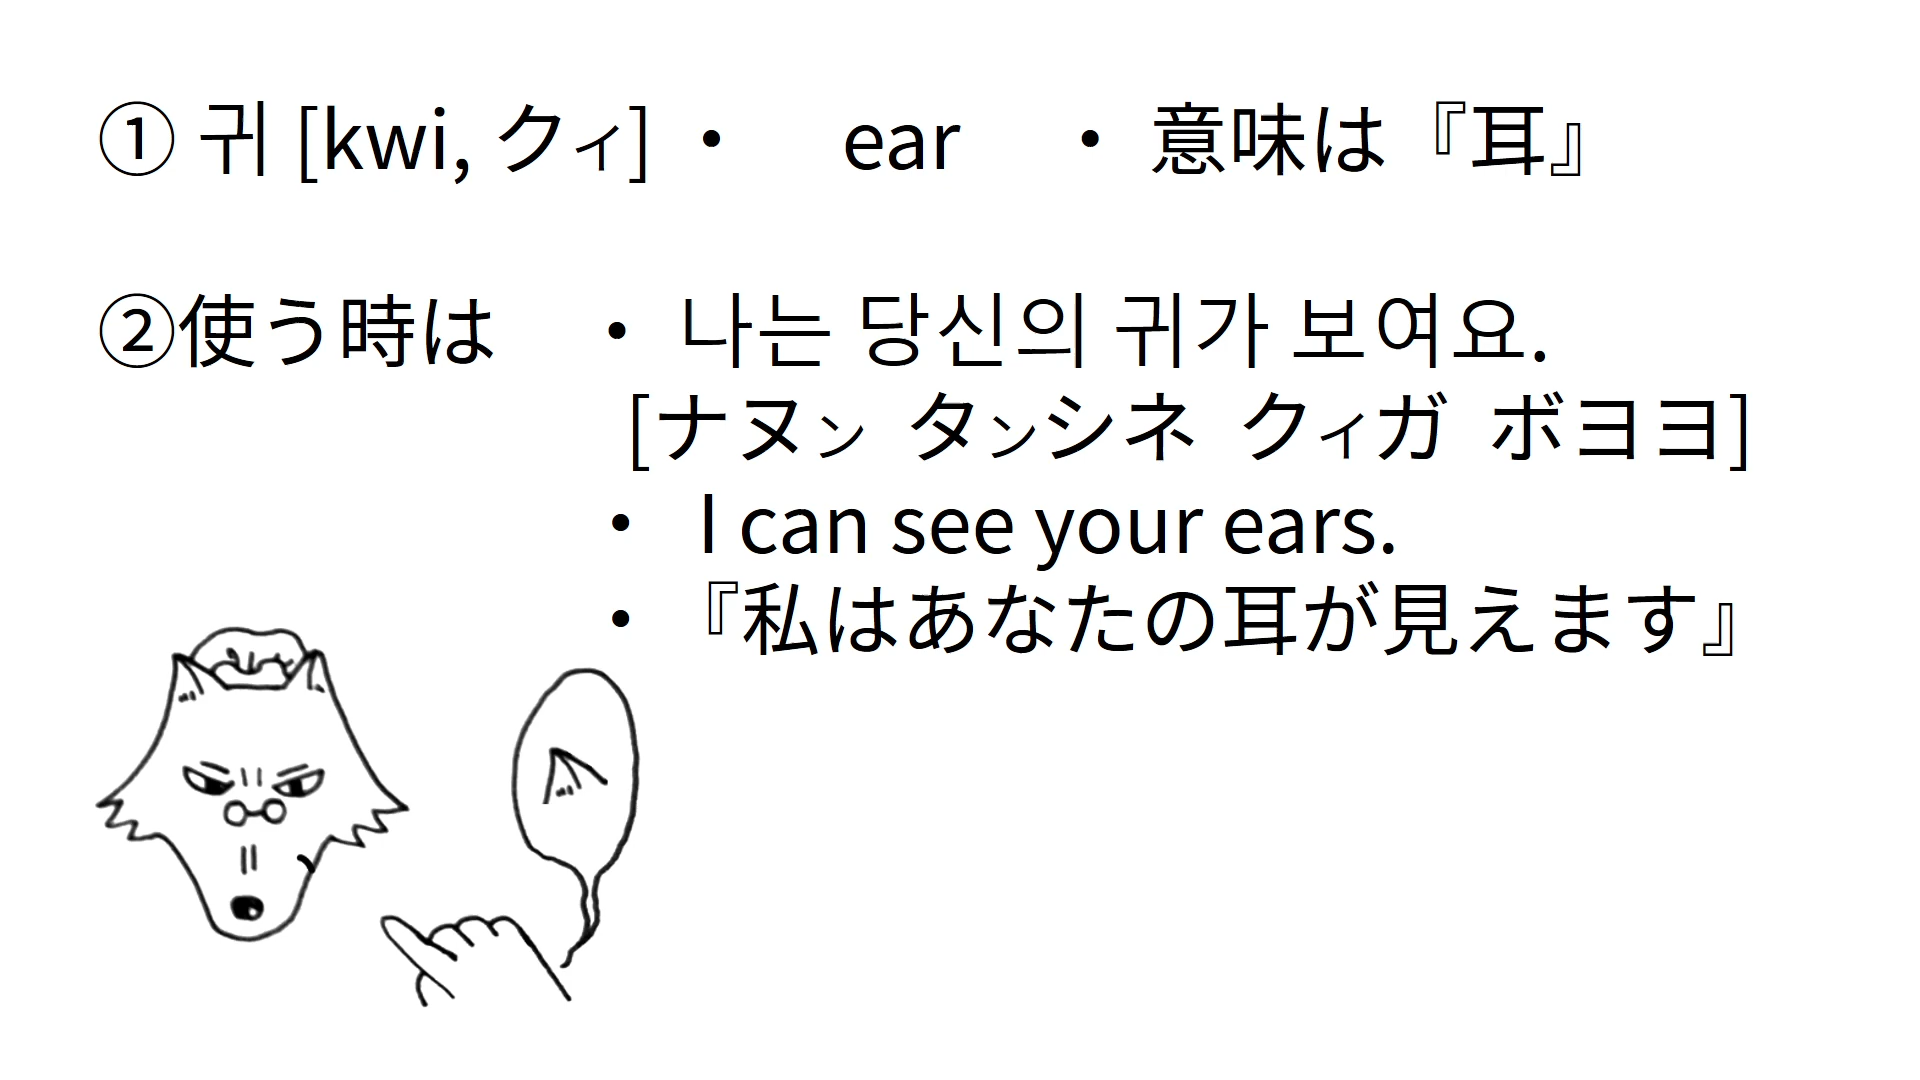 ① 귀 [kwi, クィ] ・ ear ・ 意味は『耳』
②使う時は ・ 나는 당신의 귀가 보여요.
[ナヌン タンシネ クィガ ボヨヨ]
・ I can see your ears.
・ 『私はあなたの耳が見えます』